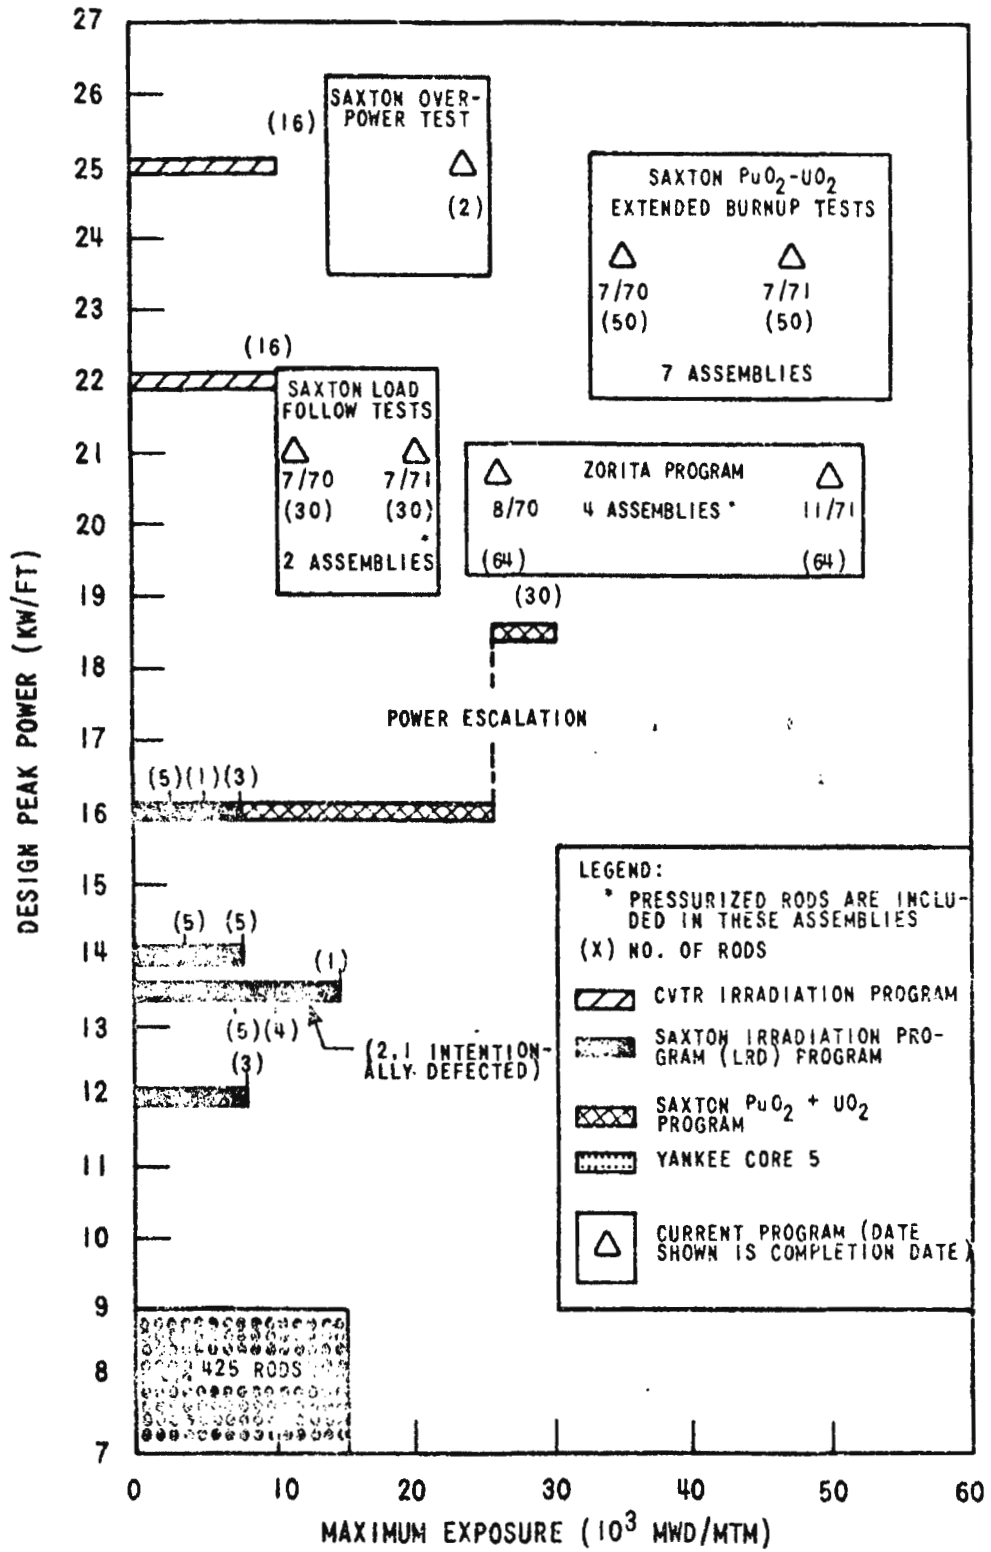 27
26
25
24
23
22
21
20
19
18
17
16
15
14
13
12
11
10
9
8
7
DESIGN PEAK POWER (KW/FT)
(16)
SAXTON OVER-
POWER TEST
(2)
SAXTON PuO2-UO2
EXTENDED BURNUP TESTS
7/70 7/71
(50) (50)
7 ASSEMBLIES
(16)
SAXTON LOAD
FOLLOW TESTS
7/70 7/71
(30) (30)
2 ASSEMBLIES*
ZORITA PROGRAM
8/70 4 ASSEMBLIES* 11/71
(64) (64)
(30)
POWER ESCALATION
(5)(1)(3)
(5) (5)
(1)
(5)(4)
(2,1 INTENTION-
ALLY DEFECTED)
(3)
425 RODS
LEGEND:
* PRESSURIZED RODS ARE INCLU-
DED IN THESE ASSEMBLIES
(X) NO. OF RODS
CVTR IRRADIATION PROGRAM
SAXTON IRRADIATION PRO-
GRAM (LRD) PROGRAM
SAXTON PuO2 + UO2
PROGRAM
YANKEE CORE 5
CURRENT PROGRAM (DATE
SHOWN IS COMPLETION DATE)
0 10 20 30 40 50 60
MAXIMUM EXPOSURE (10³ MWD/MTM)